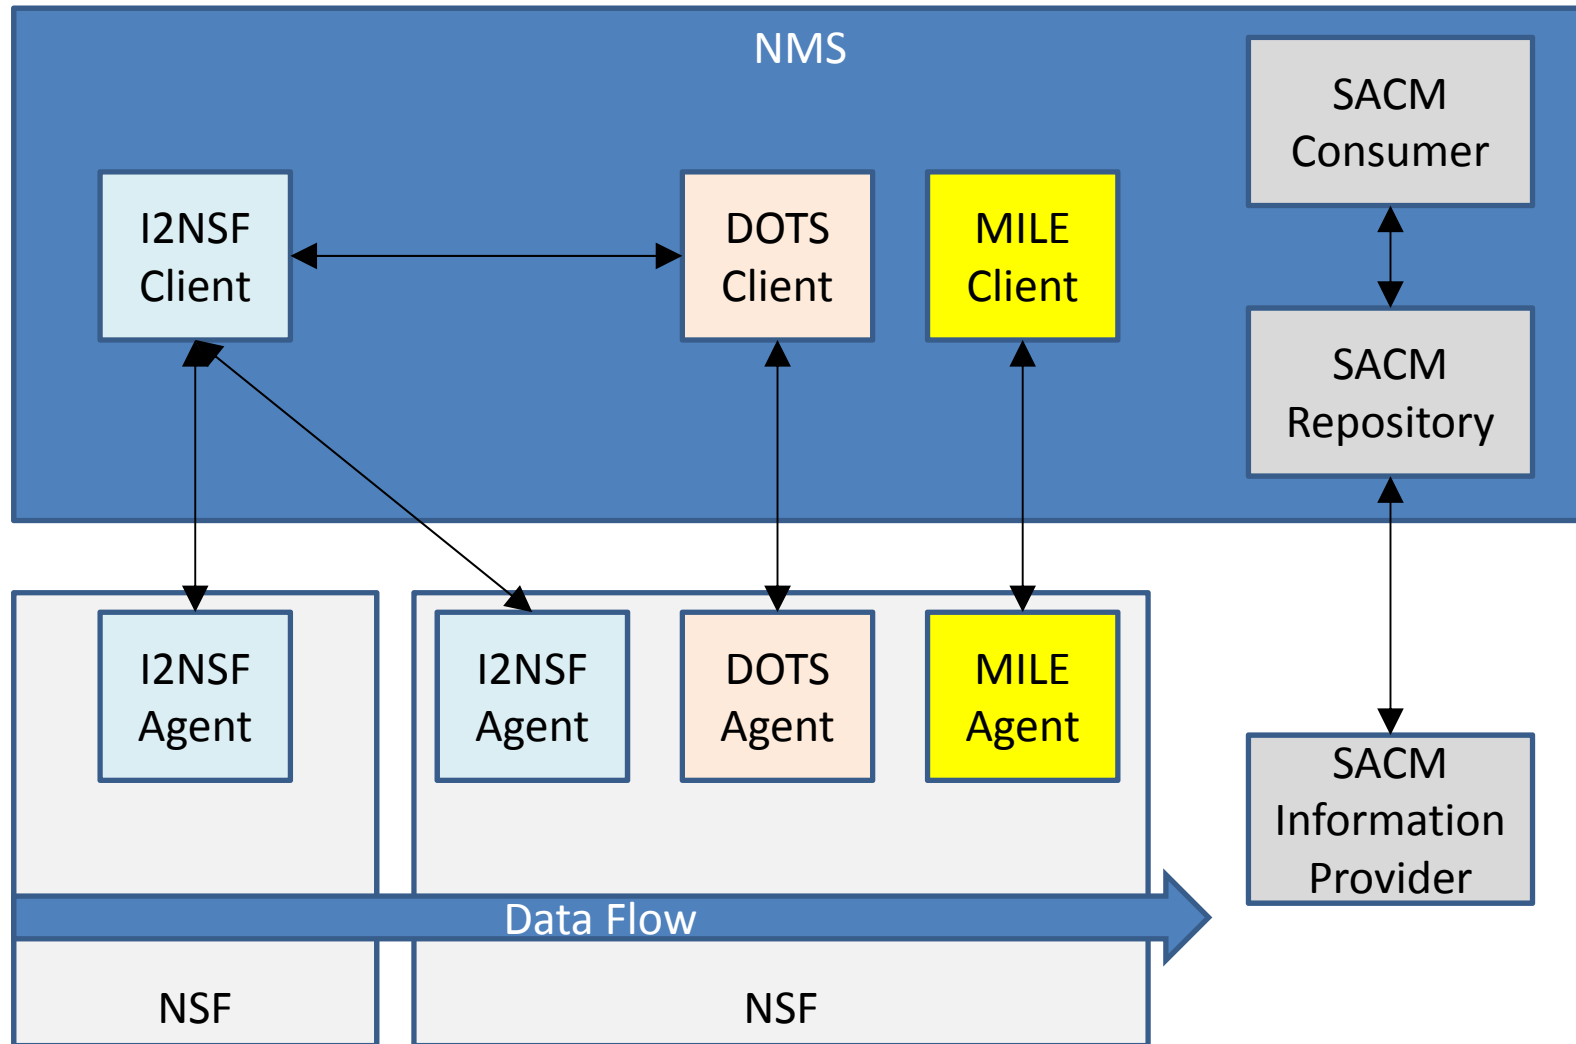 NMS
SACM
Consumer
I2NSF
Client
DOTS
Client
MILE
Client
SACM
Repository
I2NSF
Agent
I2NSF
Agent
DOTS
Agent
MILE
Agent
SACM
Information
Provider
Data Flow
NSF
NSF